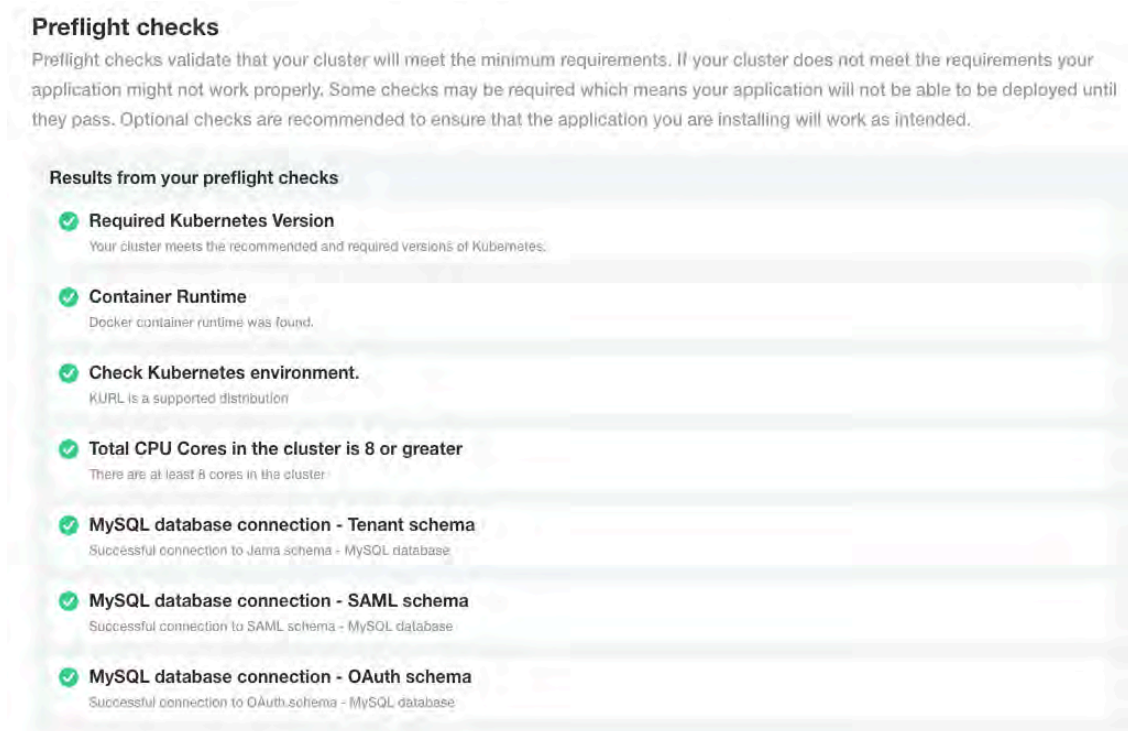 Preflight checks
Preflight checks validate that your cluster will meet the minimum requirements. If your cluster does not meet the requirements your
application might not work properly. Some checks may be required which means your application will not be able to be deployed until
they pass. Optional checks are recommended to ensure that the application you are installing will work as intended.
Results from your preflight checks
Required Kubernetes Version
Your cluster meets the recommended and required versions of Kubernetes.
Container Runtime
Docker container runtime was found.
Check Kubernetes environment.
KURL is a supported distribution
Total CPU Cores in the cluster is 8 or greater
There are at least 8 cores in the cluster
MySQL database connection - Tenant schema
Successful connection to Jama schema - MySQL database
MySQL database connection - SAML schema
Successful connection to SAML schema - MySQL database
MySQL database connection - OAuth schema
Successful connection to OAuth schema - MySQL database